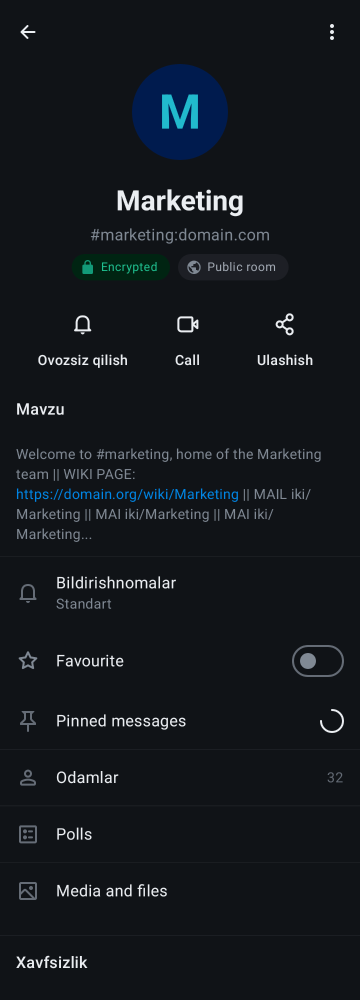 M
Marketing
#marketing:domain.com
Encrypted
Public room
Ovozsiz qilish
Call
Ulashish
Mavzu
Welcome to #marketing, home of the Marketing
team || WIKI PAGE:
https://domain.org/wiki/Marketing || MAIL iki/
Marketing || MAI iki/Marketing || MAI iki/
Marketing...
Bildirishnomalar
Standart
Favourite
Pinned messages
Odamlar
32
Polls
Media and files
Xavfsizlik